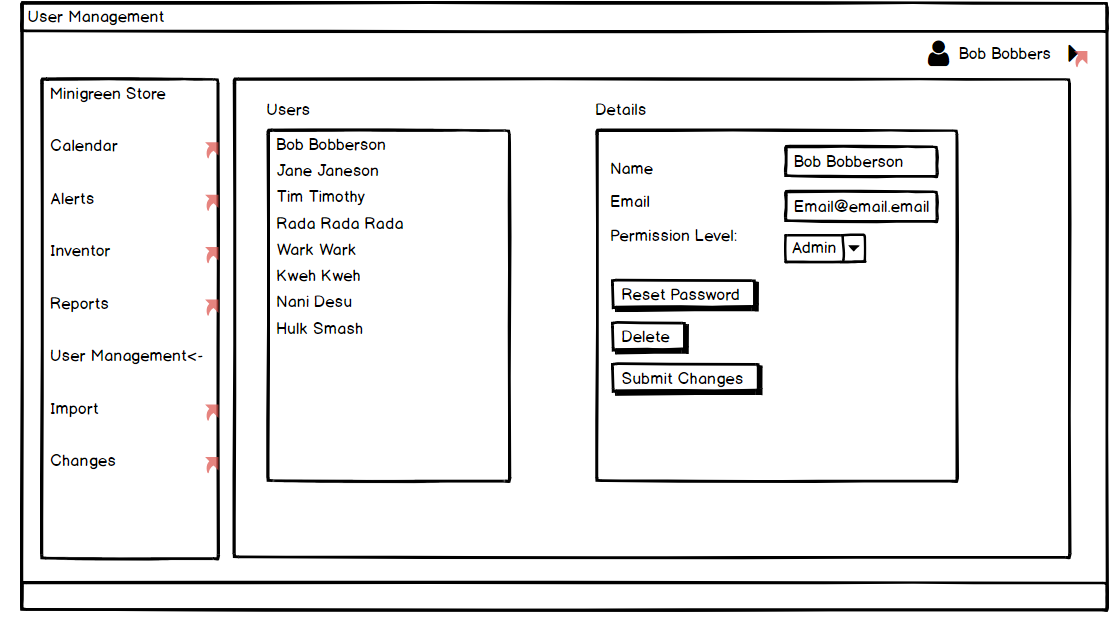 User Management
Bob Bobbers
Minigreen Store
Calendar
Alerts
Inventor
Reports
User Management<-
Import
Changes
Users
Bob Bobberson
Jane Janeson
Tim Timothy
Rada Rada Rada
Wark Wark
Kweh Kweh
Nani Desu
Hulk Smash
Details
Name
Bob Bobberson
Email
Email@email.email
Permission Level:
Admin
Reset Password
Delete
Submit Changes